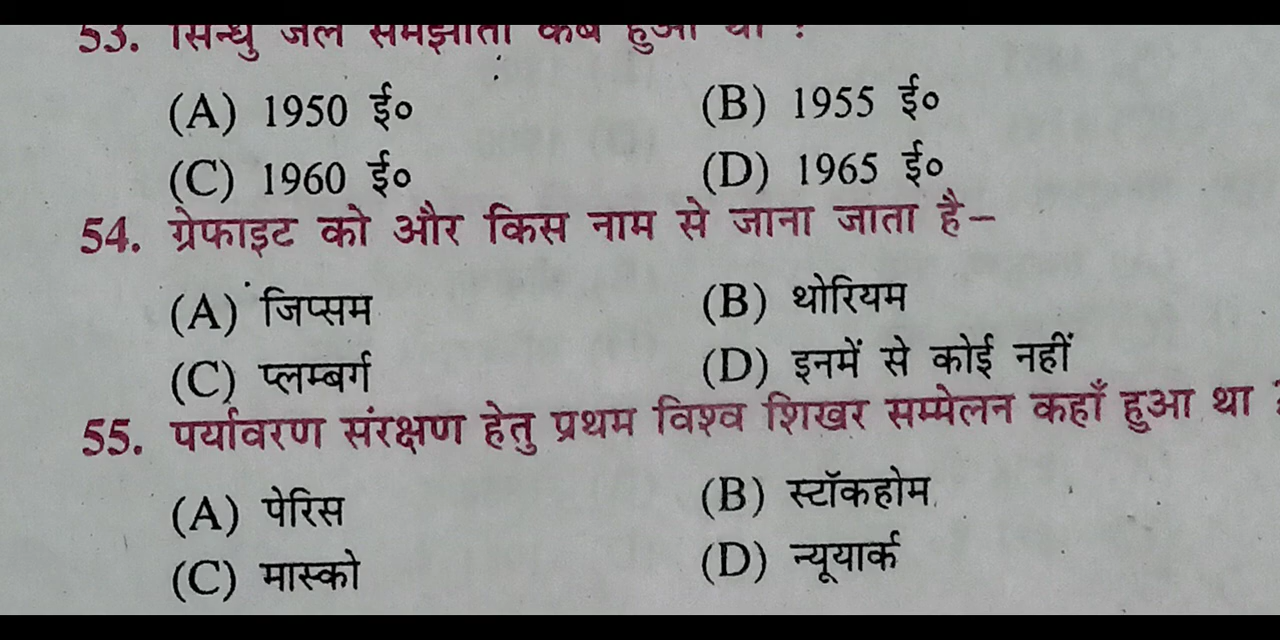 53. सिन्धु जल समझौता कब हुआ था ?
(A) 1950 ई० (B) 1955 ई०
(C) 1960 ई० (D) 1965 ई०
54. ग्रेफाइट को और किस नाम से जाना जाता है–
(A) जिप्सम (B) थोरियम
(C) प्लम्बर्ग (D) इनमें से कोई नहीं
55. पर्यावरण संरक्षण हेतु प्रथम विश्व शिखर सम्मेलन कहाँ हुआ था ?
(A) पेरिस (B) स्टॉकहोम
(C) मास्को (D) न्यूयार्क